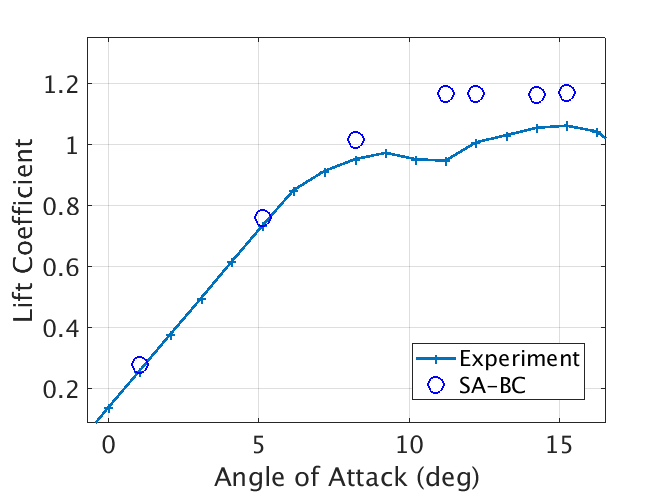 1.2
1
0.8
0.6
0.4
0.2
Lift Coefficient
Experiment
SA-BC
0
5
10
15
Angle of Attack (deg)